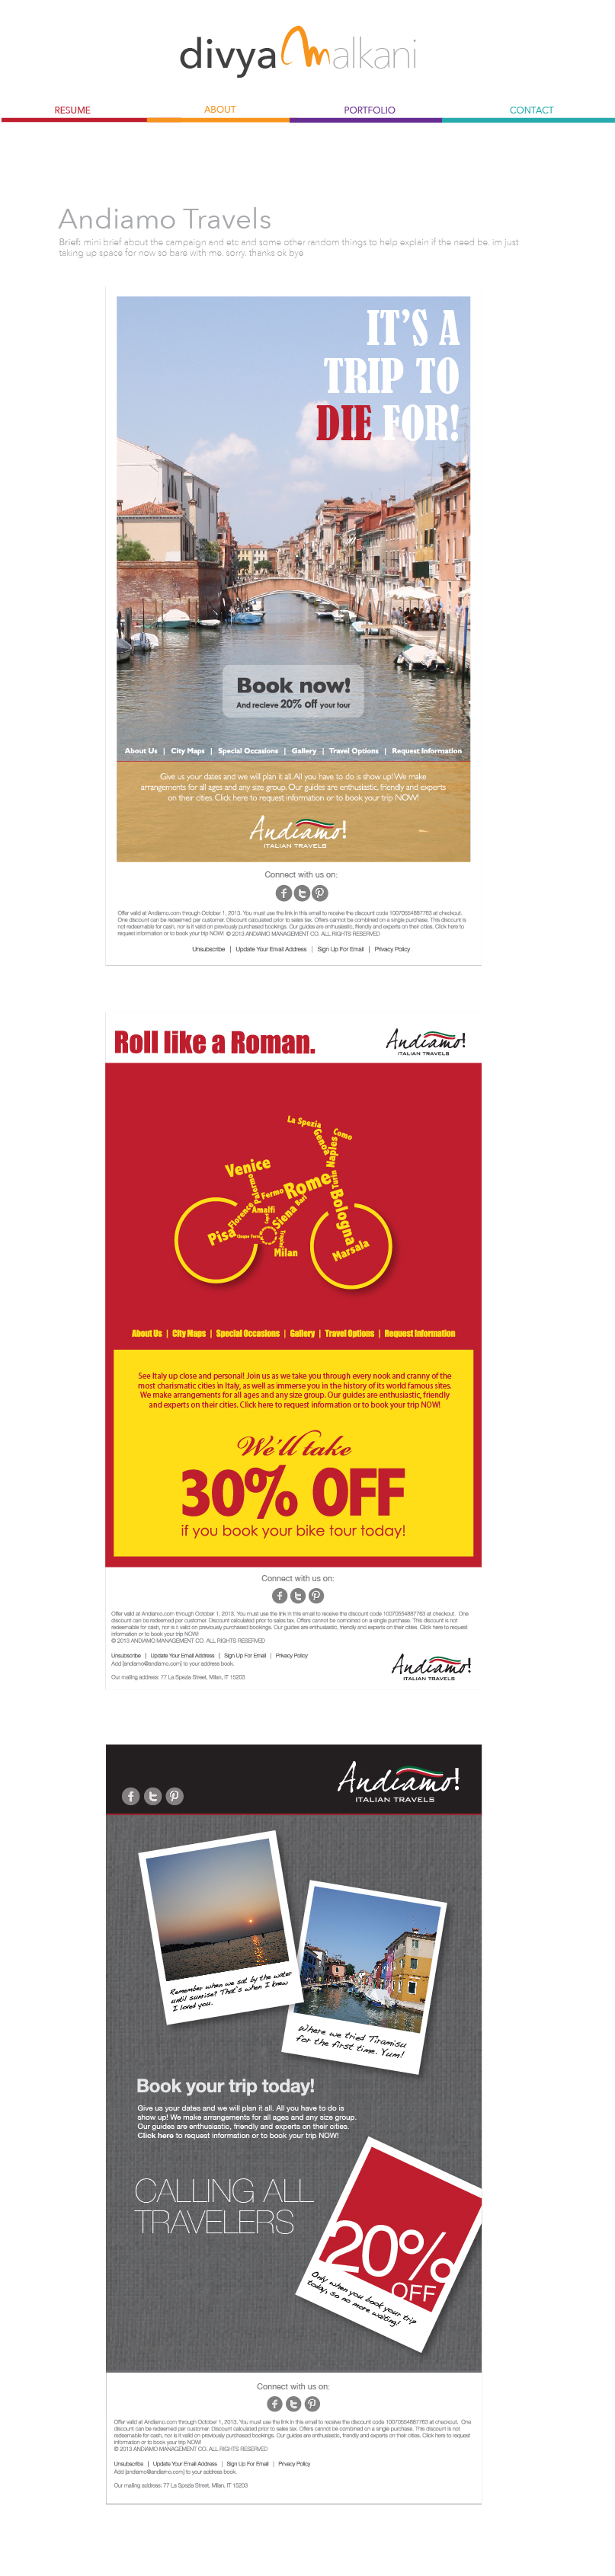 divya malkani
RESUME
ABOUT
PORTFOLIO
CONTACT
Andiamo Travels
Brief: mini brief about the campaign and etc and some other random things to help explain if the need be. im just
taking up space for now so bare with me. sorry. thanks ok bye
IT'S A
TRIP TO
DIE FOR!
Book now!
And recieve 20% off your tour
About Us | City Maps | Special Occasions | Gallery | Travel Options | Request Information
Give us your dates and we will plan it all. All you have to do is show up! We make
arrangements for all ages and any size group. Our guides are enthusiastic, friendly and experts
on their cities. Click here to request information or to book your trip NOW!
Andiamo!
ITALIAN TRAVELS
Connect with us on:
Offer valid at Andiamo.com through October 1, 2013. You must use the link in this email to receive the discount code 10070554887763 at checkout.
One discount can be redeemed per customer. Discount calculated prior to sales tax. Offers cannot be combined on a single purchase. This discount is
not redeemable for cash, nor is it valid on previously purchased bookings. Our guides are enthusiastic, friendly and experts on their cities. Click here to
request information or to book your trip NOW! © 2013 ANDIAMO MANAGEMENT CO. ALL RIGHTS RESERVED
Unsubscribe | Update Your Email Address | Sign Up For Email | Privacy Policy
Roll like a Roman.
Andiamo!
ITALIAN TRAVELS
La Spezia
Como
Genoa
Naples
Venice
Palermo
Fermo
Rome
Turin
Florence
Amalfi
Siena
Bari
Bologna
Pisa
Cinque Terre
Milan
Marsala
About Us | City Maps | Special Occasions | Gallery | Travel Options | Request Information
See Italy up close and personal! Join us as we take you through every nook and cranny of the
most charismatic cities in Italy, as well as immerse you in the history of its world famous sites.
We make arrangements for all ages and any size group. Our guides are enthusiastic, friendly
and experts on their cities. Click here to request information or to book your trip NOW!
We'll take
30% OFF
if you book your bike tour today!
Connect with us on:
Offer valid at Andiamo.com through October 1, 2013. You must use the link in this email to receive the discount code 10070554887763 at checkout. One
discount can be redeemed per customer. Discount calculated prior to sales tax. Offers cannot be combined on a single purchase. This discount is not
redeemable for cash, nor is it valid on previously purchased bookings. Our guides are enthusiastic, friendly and experts on their cities. Click here to request
information or to book your trip NOW!
© 2013 ANDIAMO MANAGEMENT CO. ALL RIGHTS RESERVED
Unsubscribe | Update Your Email Address | Sign Up For Email | Privacy Policy
Add [andiamo@andiamo.com] to your address book.
Our mailing address: 77 La Spezia Street, Milan, IT 15203
Andiamo!
ITALIAN TRAVELS
Andiamo!
ITALIAN TRAVELS
Remember when we sat by the water
until sunrise? That's when I knew
I loved you.
Where we tried Tiramisu
for the first time. Yum!
Book your trip today!
Give us your dates and we will plan it all. All you have to do is
show up! We make arrangements for all ages and any size group.
Our guides are enthusiastic, friendly and experts on their cities.
Click here to request information or to book your trip NOW!
CALLING ALL
TRAVELERS
20%
OFF
Only when you book your trip
today, so no more waiting!
Connect with us on:
Offer valid at Andiamo.com through October 1, 2013. You must use the link in this email to receive the discount code 10070554887763 at checkout. One
discount can be redeemed per customer. Discount calculated prior to sales tax. Offers cannot be combined on a single purchase. This discount is not
redeemable for cash, nor is it valid on previously purchased bookings. Our guides are enthusiastic, friendly and experts on their cities. Click here to request
information or to book your trip NOW!
© 2013 ANDIAMO MANAGEMENT CO. ALL RIGHTS RESERVED
Unsubscribe | Update Your Email Address | Sign Up For Email | Privacy Policy
Add [andiamo@andiamo.com] to your address book.
Our mailing address: 77 La Spezia Street, Milan, IT 15203